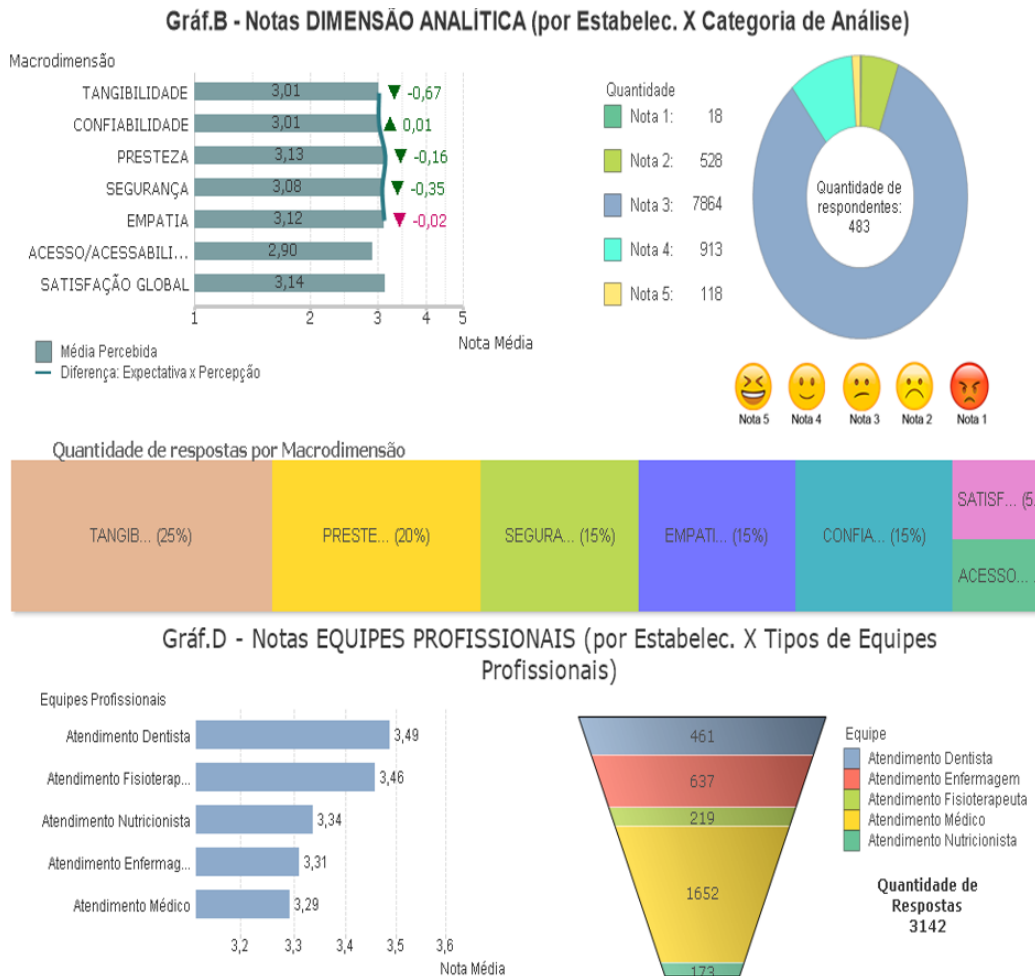 Gráf.B - Notas DIMENSÃO ANALÍTICA (por Estabelec. X Categoria de Análise)
Macrodimensão
TANGIBILIDADE 3,01 ▼ -0,67
CONFIABILIDADE 3,01 ▲ 0,01
PRESTEZA 3,13 ▼ -0,16
SEGURANÇA 3,08 ▼ -0,35
EMPATIA 3,12 ▼ -0,02
ACESSO/ACESSABILI... 2,90
SATISFAÇÃO GLOBAL 3,14
1 2 3 4 5
Nota Média
Média Percebida
Diferença: Expectativa x Percepção
Quantidade
Nota 1: 18
Nota 2: 528
Nota 3: 7864
Nota 4: 913
Nota 5: 118
Quantidade de
respondentes:
483
Nota 5 Nota 4 Nota 3 Nota 2 Nota 1
Quantidade de respostas por Macrodimensão
TANGIB... (25%)
PRESTE... (20%)
SEGURA... (15%)
EMPATI... (15%)
CONFIA... (15%)
SATISF... (5.
ACESSO...
Gráf.D - Notas EQUIPES PROFISSIONAIS (por Estabelec. X Tipos de Equipes
Profissionais)
Equipes Profissionais
Atendimento Dentista 3,49
Atendimento Fisioterap... 3,46
Atendimento Nutricionista 3,34
Atendimento Enfermag... 3,31
Atendimento Médico 3,29
3,2 3,3 3,4 3,5 3,6
Nota Média
461
637
219
1652
173
Equipe
Atendimento Dentista
Atendimento Enfermagem
Atendimento Fisioterapeuta
Atendimento Médico
Atendimento Nutricionista
Quantidade de
Respostas
3142